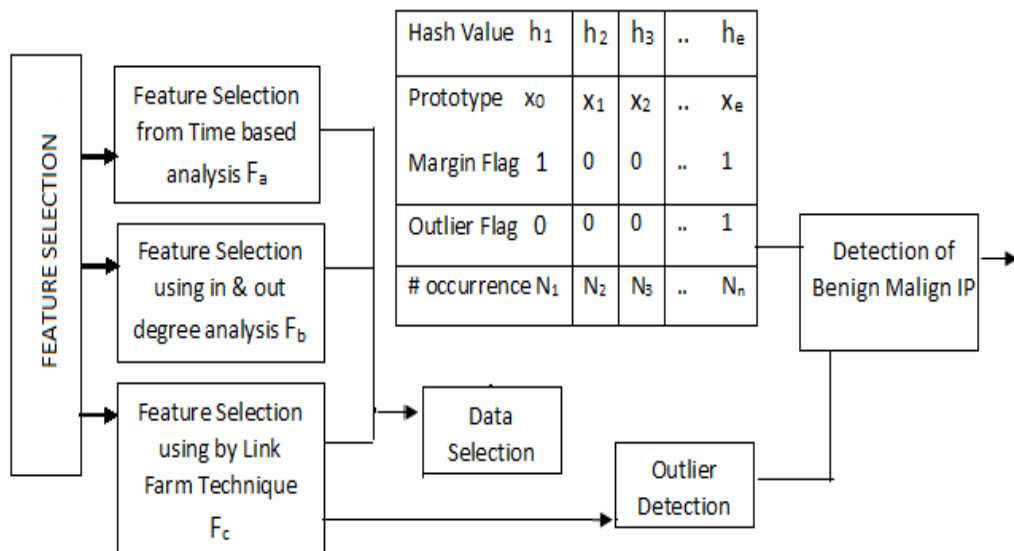 FEATURE SELECTION
Feature Selection
from Time based
analysis Fa
Feature Selection
using in & out
degree analysis Fb
Feature Selection
using by Link
Farm Technique
Fc
Hash Value h1 h2 h3 .. he
Prototype x0 x1 x2 .. xe
Margin Flag 1 0 0 .. 1
Outlier Flag 0 0 0 .. 1
# occurrence N1 N2 N3 .. Nn
Data
Selection
Outlier
Detection
Detection of
Benign Malign IP